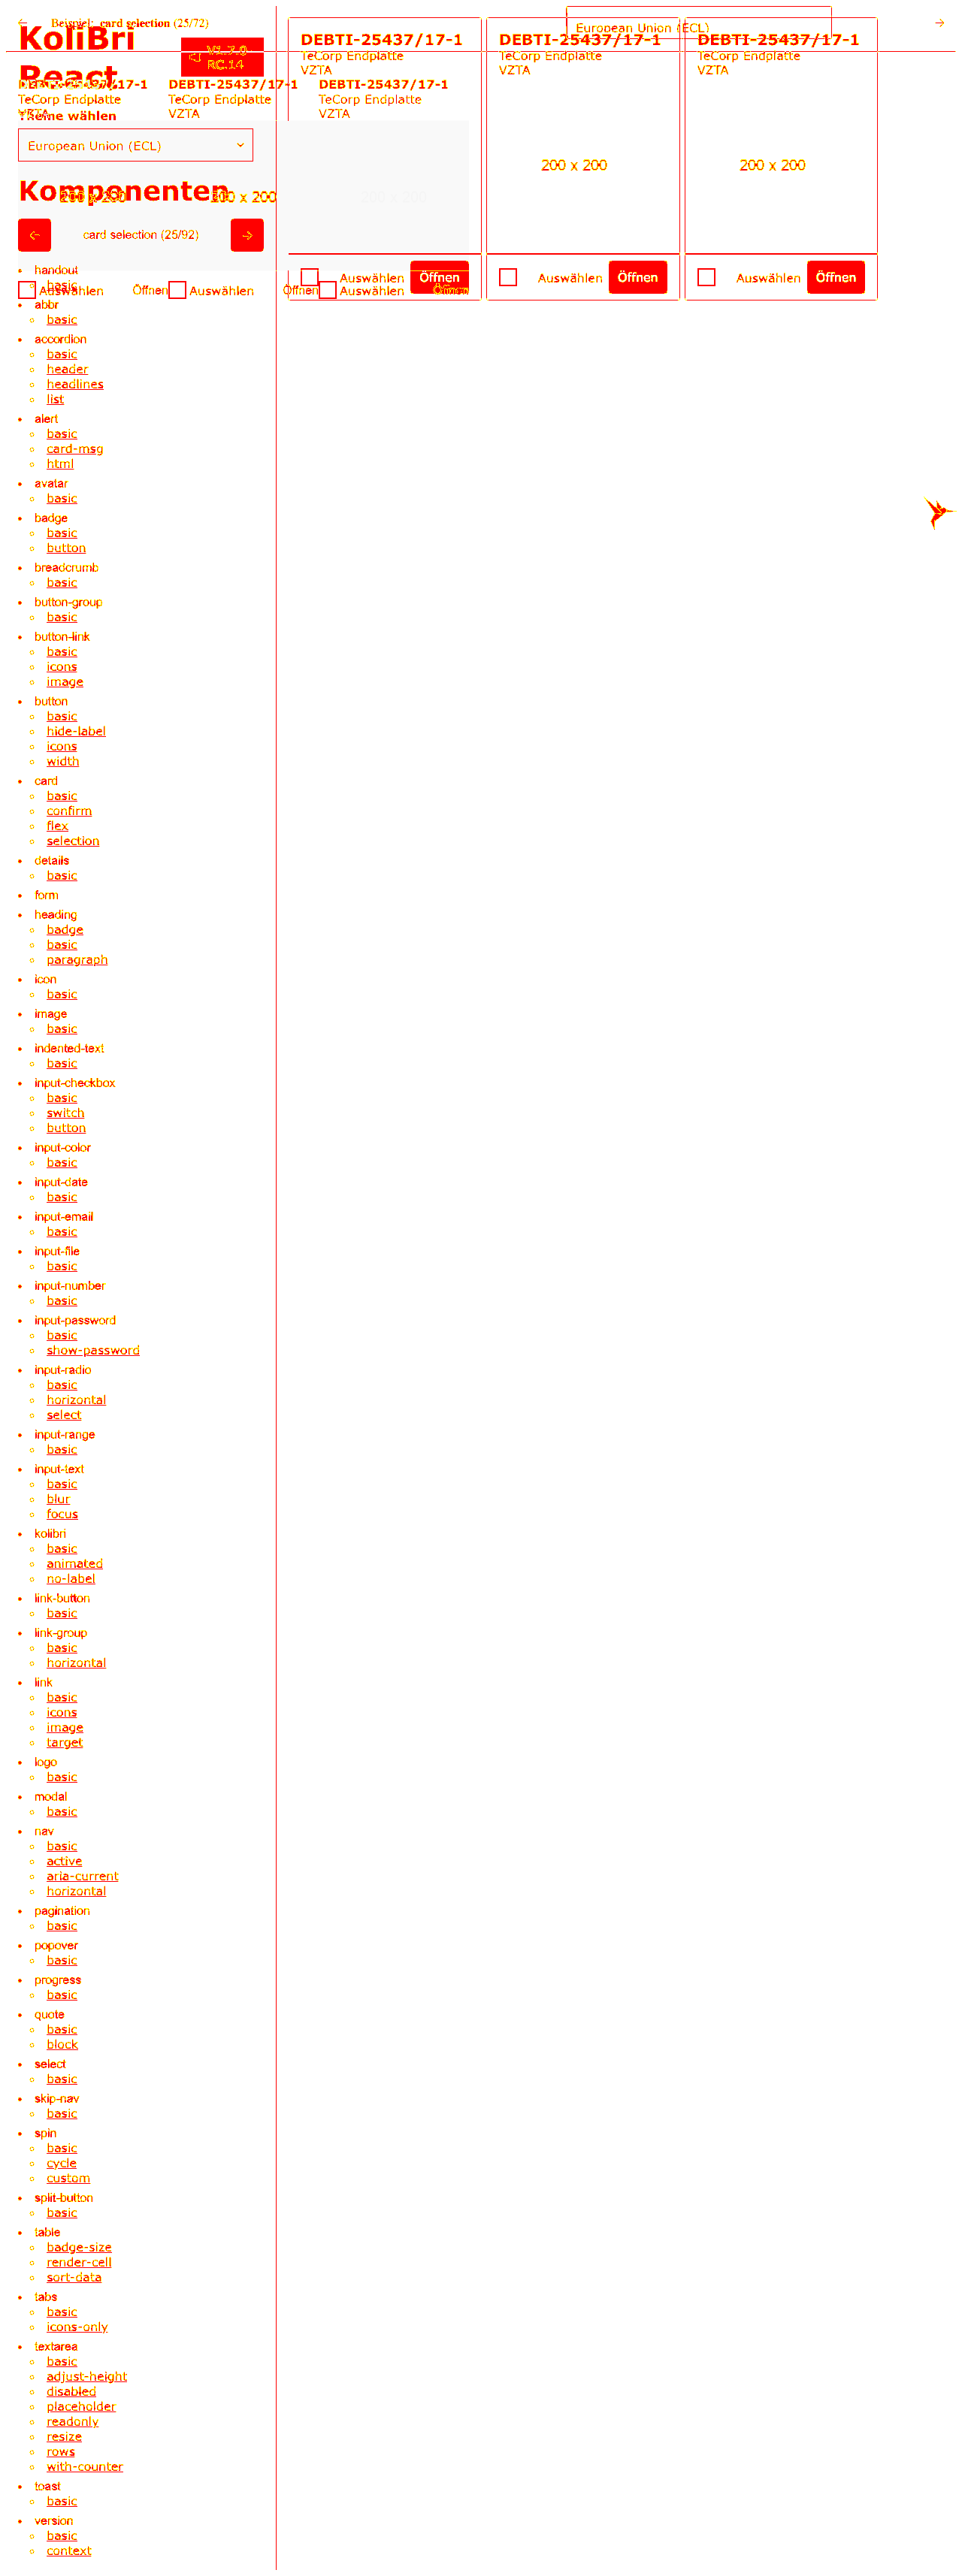 Beispiel: card selection (25/72)
European Union (ECL)
KoliBri
React
V1.7.0
RC.14
DEBTI-25437/17-1
TeCorp Endplatte
VZTA
DEBTI-25437/17-1
TeCorp Endplatte
VZTA
DEBTI-25437/17-1
TeCorp Endplatte
VZTA
DEBTI-25437/17-1
TeCorp Endplatte
VZTA
DEBTI-25437/17-1
TeCorp Endplatte
VZTA
DEBTI-25437/17-1
TeCorp Endplatte
VZTA
wählen
European Union (ECL)
200 x 200
200 x 200
Komponenten
200 x 200
200 x 200
200 x 200
card selection (25/92)
Auswählen Öffnen
Auswählen Öffnen
Auswählen Öffnen
Auswählen Öffnen
Auswählen Öffnen
Auswählen Öffnen
handout
basic
abbr
basic
accordion
basic
header
headlines
list
alert
basic
card-msg
html
avatar
basic
badge
basic
button
breadcrumb
basic
button-group
basic
button-link
basic
icons
image
button
basic
hide-label
icons
width
card
basic
confirm
flex
selection
details
basic
form
heading
badge
basic
paragraph
icon
basic
image
basic
indented-text
basic
input-checkbox
basic
switch
button
input-color
basic
input-date
basic
input-email
basic
input-file
basic
input-number
basic
input-password
basic
show-password
input-radio
basic
horizontal
select
input-range
basic
input-text
basic
blur
focus
kolibri
basic
animated
no-label
link-button
basic
link-group
basic
horizontal
link
basic
icons
image
target
logo
basic
modal
basic
nav
basic
active
aria-current
horizontal
pagination
basic
popover
basic
progress
basic
quote
basic
block
select
basic
skip-nav
basic
spin
basic
cycle
custom
split-button
basic
table
badge-size
render-cell
sort-data
tabs
basic
icons-only
textarea
basic
adjust-height
disabled
placeholder
readonly
resize
rows
with-counter
toast
basic
version
basic
context